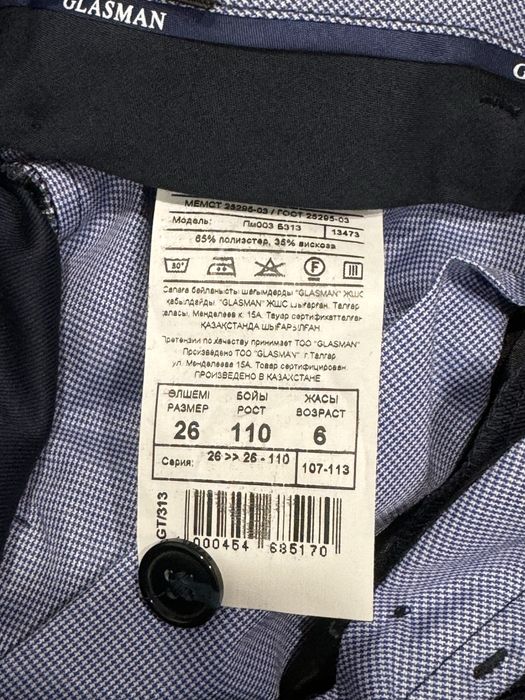 GLASMAN
G
МЕМСТ 25295-03 / ГОСТ 25295-03
Модель: Пм003 Б313 13473
65% полиэстер, 35% вискоза
30°
F
Сапаға байланысты шағымдарды "GLASMAN" ЖШС
қабылдайды "GLASMAN" ЖШС шығарған. Талғар
қаласы, Менделеев к. 15А. Тауар сертификатталған
ҚАЗАҚСТАНДА ШЫҒАРЫЛҒАН
Претензии по качеству принимает ТОО "GLASMAN"
Произведено ТОО "GLASMAN" г Талгар
ул. Менделеева 15А. Товар сертифицирован.
ПРОИЗВЕДЕНО В КАЗАХСТАНЕ
ӨЛШЕМІ БОЙЫ ЖАСЫ
РАЗМЕР РОСТ ВОЗРАСТ
26 110 6
Серия: 26 >> 26 - 110 107-113
GT/313
000454 685170